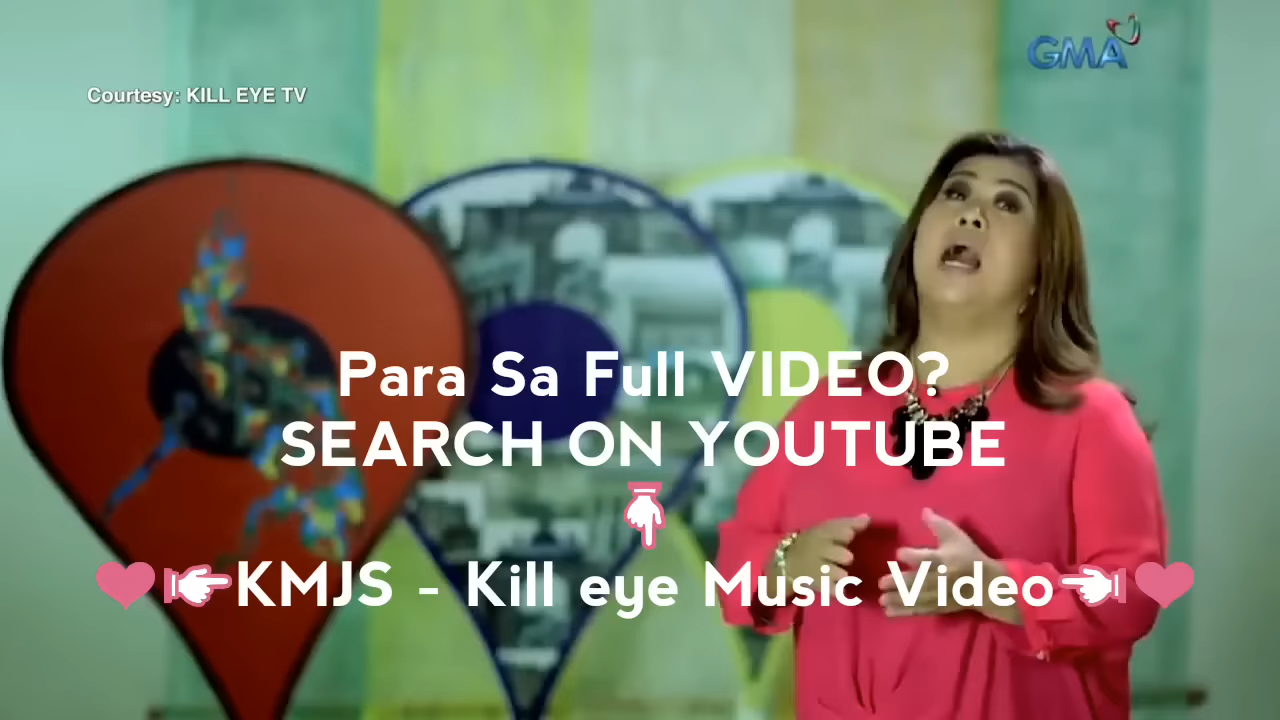 GMA
Courtesy: KILL EYE TV
Para Sa Full VIDEO?
SEARCH ON YOUTUBE
KMJS - Kill eye Music Video